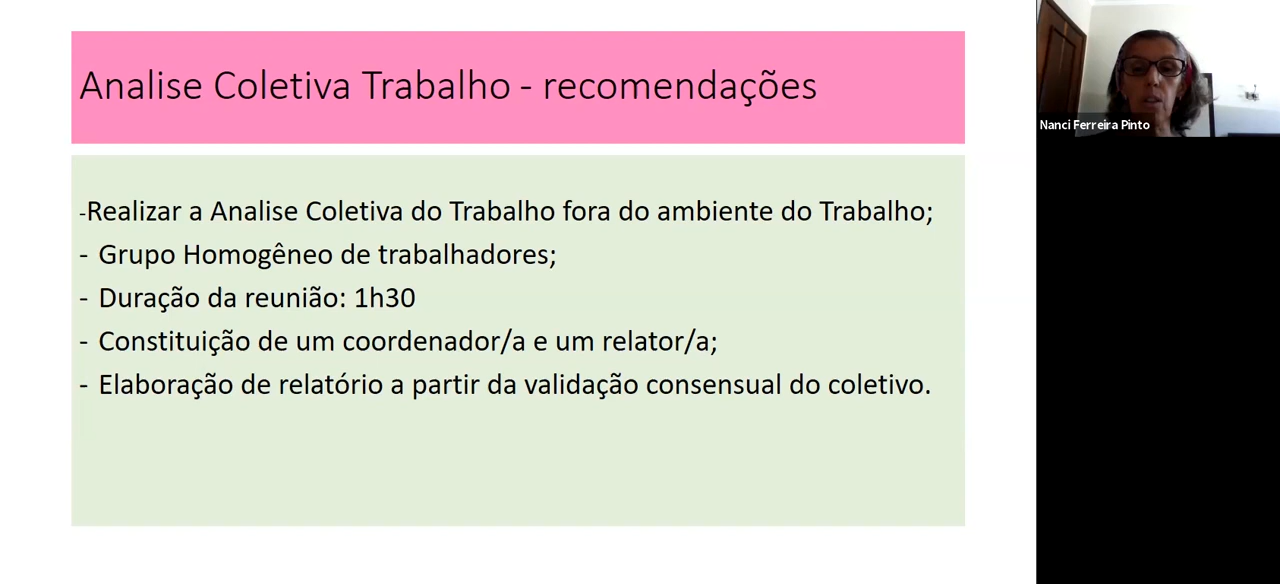 Analise Coletiva Trabalho - recomendações
-Realizar a Analise Coletiva do Trabalho fora do ambiente do Trabalho;
- Grupo Homogêneo de trabalhadores;
- Duração da reunião: 1h30
- Constituição de um coordenador/a e um relator/a;
- Elaboração de relatório a partir da validação consensual do coletivo.
Nanci Ferreira Pinto